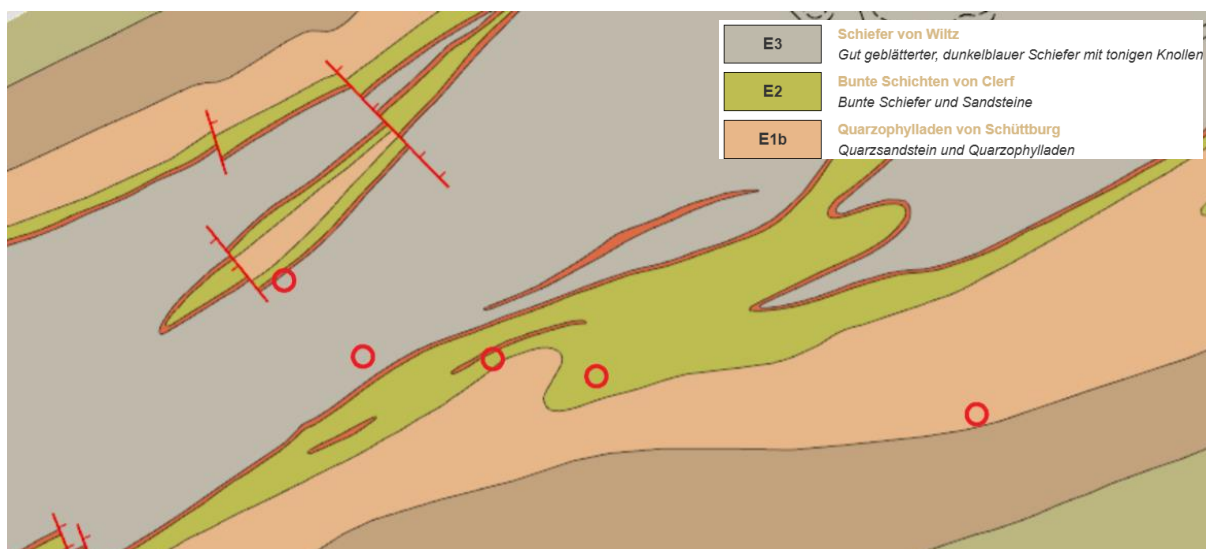 E3
Schiefer von Wiltz
Gut geblätterter, dunkelblauer Schiefer mit tonigen Knollen
E2
Bunte Schichten von Clerf
Bunte Schiefer und Sandsteine
E1b
Quarzophylladen von Schüttburg
Quarzsandstein und Quarzophylladen